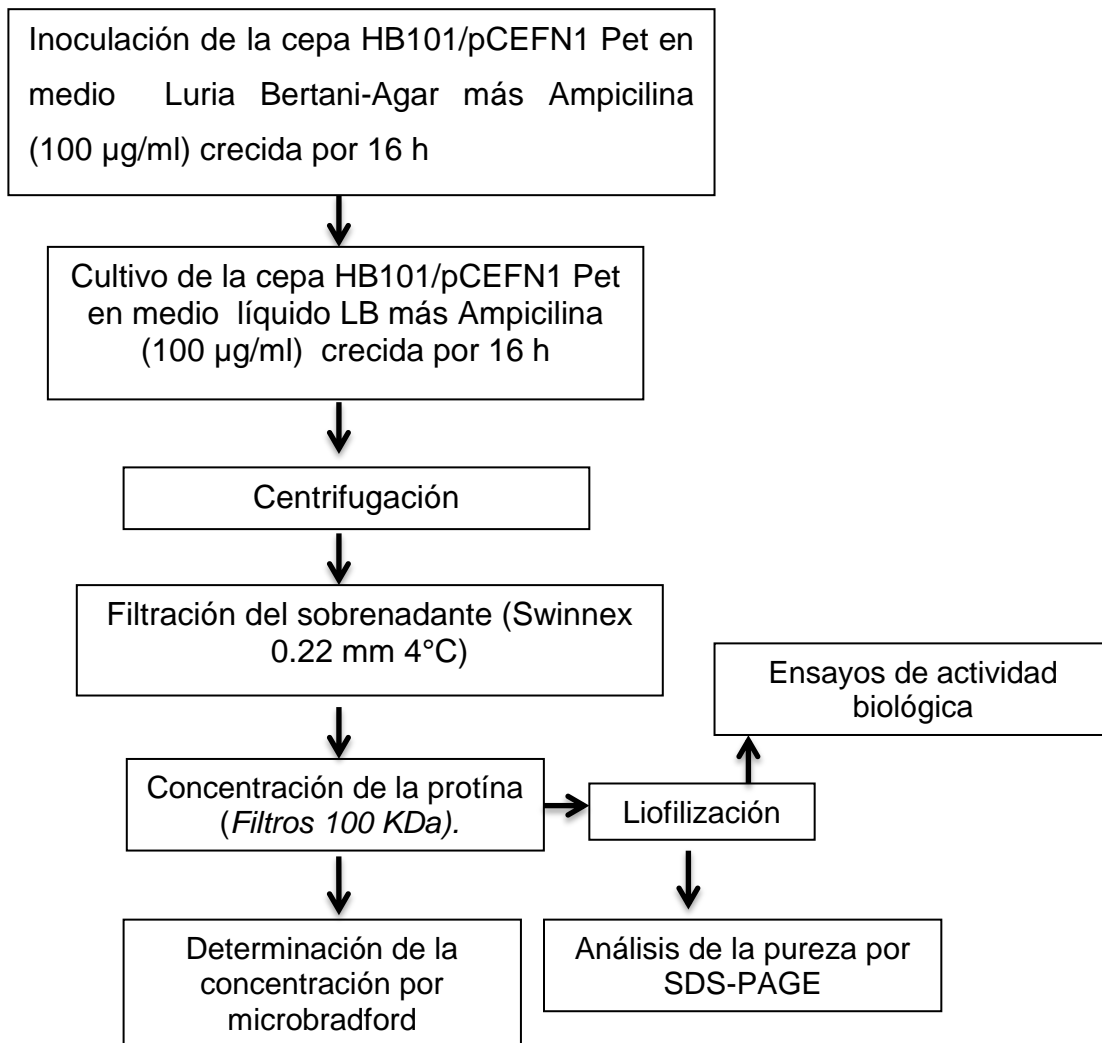 Inoculación de la cepa HB101/pCEFN1 Pet en
medio Luria Bertani-Agar más Ampicilina
(100 µg/ml) crecida por 16 h
Cultivo de la cepa HB101/pCEFN1 Pet
en medio líquido LB más Ampicilina
(100 µg/ml) crecida por 16 h
Centrifugación
Filtración del sobrenadante (Swinnex
0.22 mm 4°C)
Ensayos de actividad
biológica
Concentración de la protína
(Filtros 100 KDa).
Liofilización
Determinación de la
concentración por
microbradford
Análisis de la pureza por
SDS-PAGE